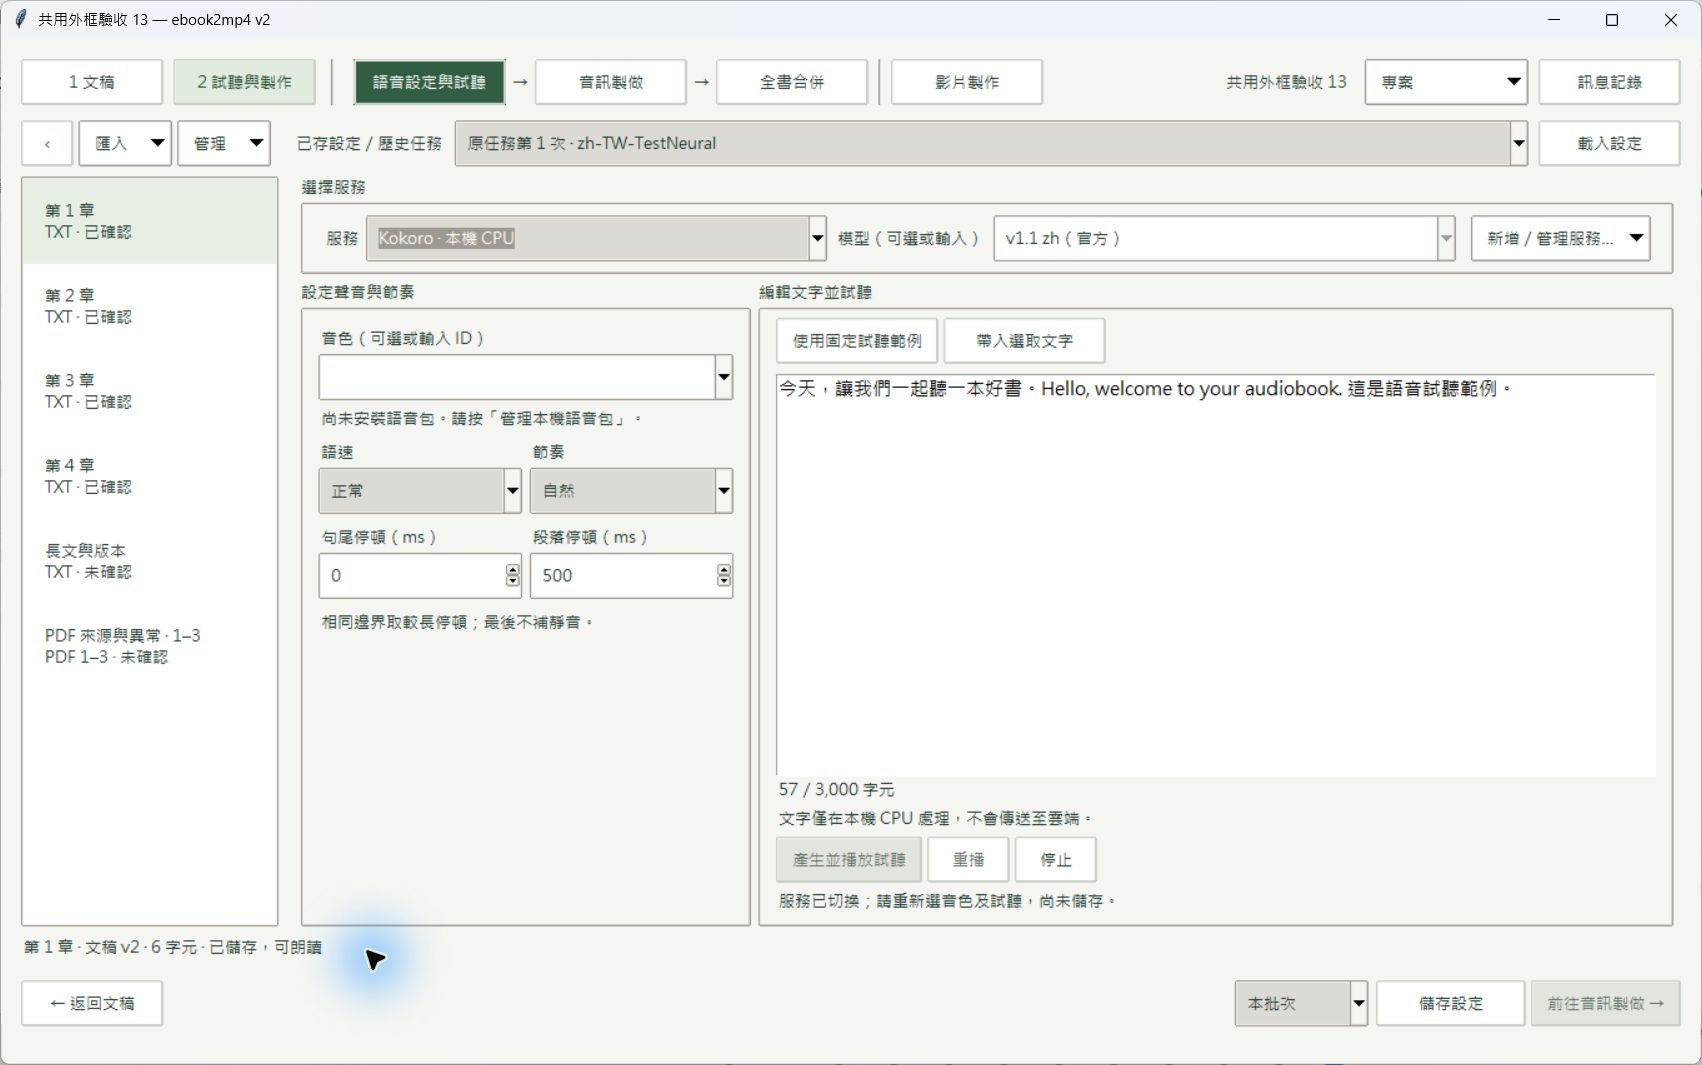 共用外框驗收 13 — ebook2mp4 v2
1 文稿
2 試聽與製作
語音設定與試聽
→
音訊製做
→
全書合併
影片製作
共用外框驗收 13
專案
訊息記錄
‹
匯入
管理
已存設定 / 歷史任務
原任務第 1 次 · zh-TW-TestNeural
載入設定
第 1 章
TXT · 已確認
第 2 章
TXT · 已確認
第 3 章
TXT · 已確認
第 4 章
TXT · 已確認
長文與版本
TXT · 未確認
PDF 來源與異常 · 1–3
PDF 1–3 · 未確認
選擇服務
服務
Kokoro · 本機 CPU
模型（可選或輸入）
v1.1 zh（官方）
新增 / 管理服務...
設定聲音與節奏
音色（可選或輸入 ID）
尚未安裝語音包。請按「管理本機語音包」。
語速
節奏
正常
自然
句尾停頓（ms）
段落停頓（ms）
0
500
相同邊界取較長停頓；最後不補靜音。
編輯文字並試聽
使用固定試聽範例
帶入選取文字
今天，讓我們一起聽一本好書。Hello, welcome to your audiobook. 這是語音試聽範例。
57 / 3,000 字元
文字僅在本機 CPU 處理，不會傳送至雲端。
產生並播放試聽
重播
停止
服務已切換；請重新選音色及試聽，尚未儲存。
第 1 章 · 文稿 v2 · 6 字元 · 已儲存，可朗讀
← 返回文稿
本批次
儲存設定
前往音訊製做 →